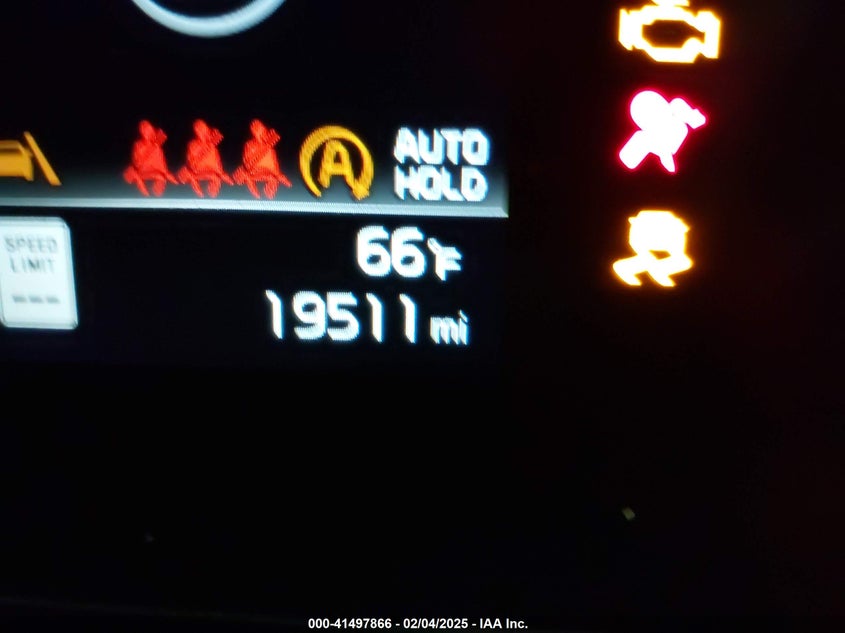 AUTO
HOLD
A
SPEED
LIMIT
---
66°F
19511 mi
000-41497866 - 02/04/2025 - IAA Inc.